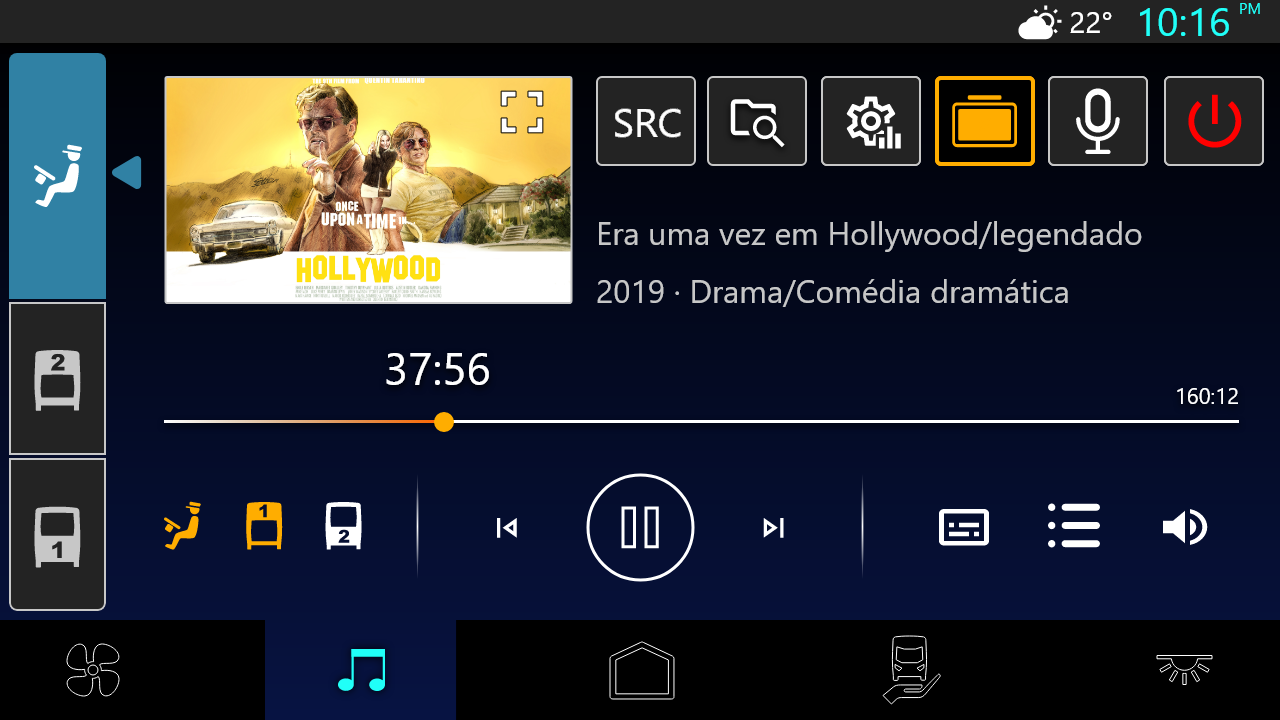 22° 10:16 PM
SRC
ONCE
UPON A TIME IN
HOLLYWOOD
Era uma vez em Hollywood/legendado
2019 · Drama/Comédia dramática
37:56
160:12
2
1
1
2